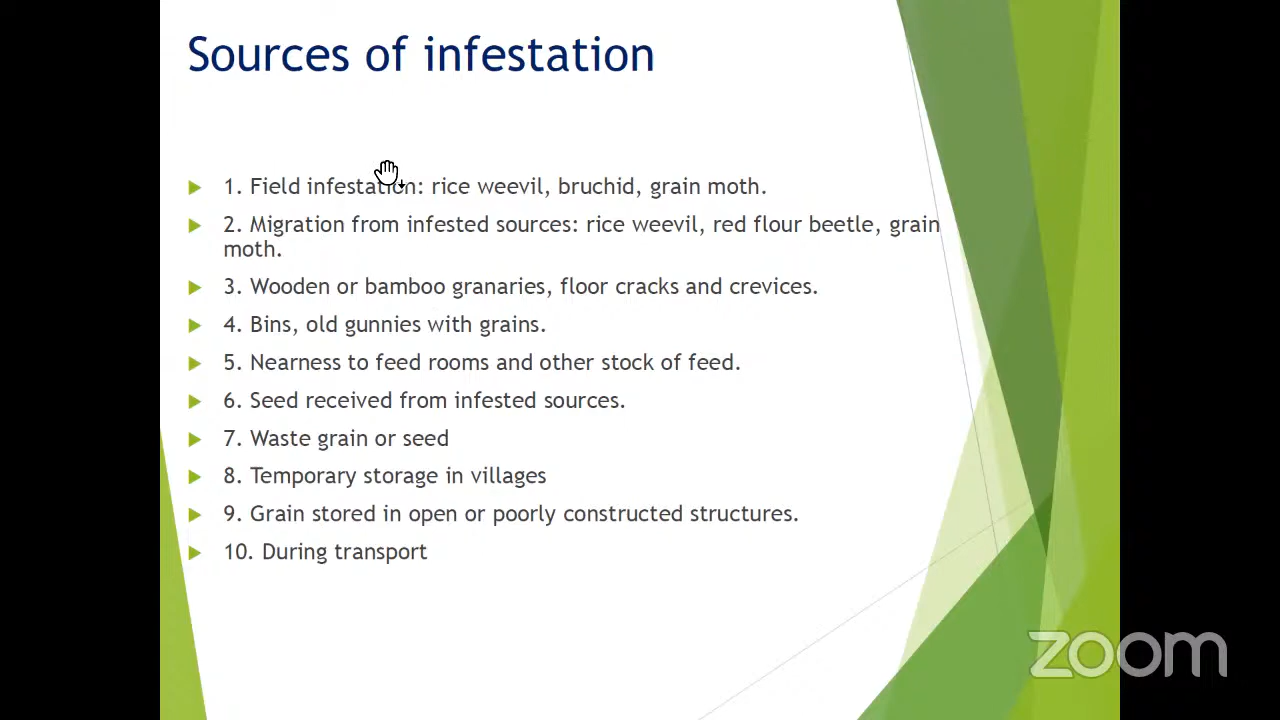 Sources of infestation
1. Field infestation: rice weevil, bruchid, grain moth.
2. Migration from infested sources: rice weevil, red flour beetle, grain
moth.
3. Wooden or bamboo granaries, floor cracks and crevices.
4. Bins, old gunnies with grains.
5. Nearness to feed rooms and other stock of feed.
6. Seed received from infested sources.
7. Waste grain or seed
8. Temporary storage in villages
9. Grain stored in open or poorly constructed structures.
10. During transport
zoom